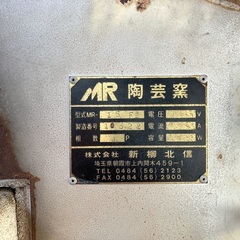 MR 陶芸窯
型式MR- 電圧 V
製造番号 電流 A
相数 P 容量
株式会社 新柳北信
埼玉県朝霞市上内間木459-1
TEL 0484(56)2123
FAX 0484(56)2900